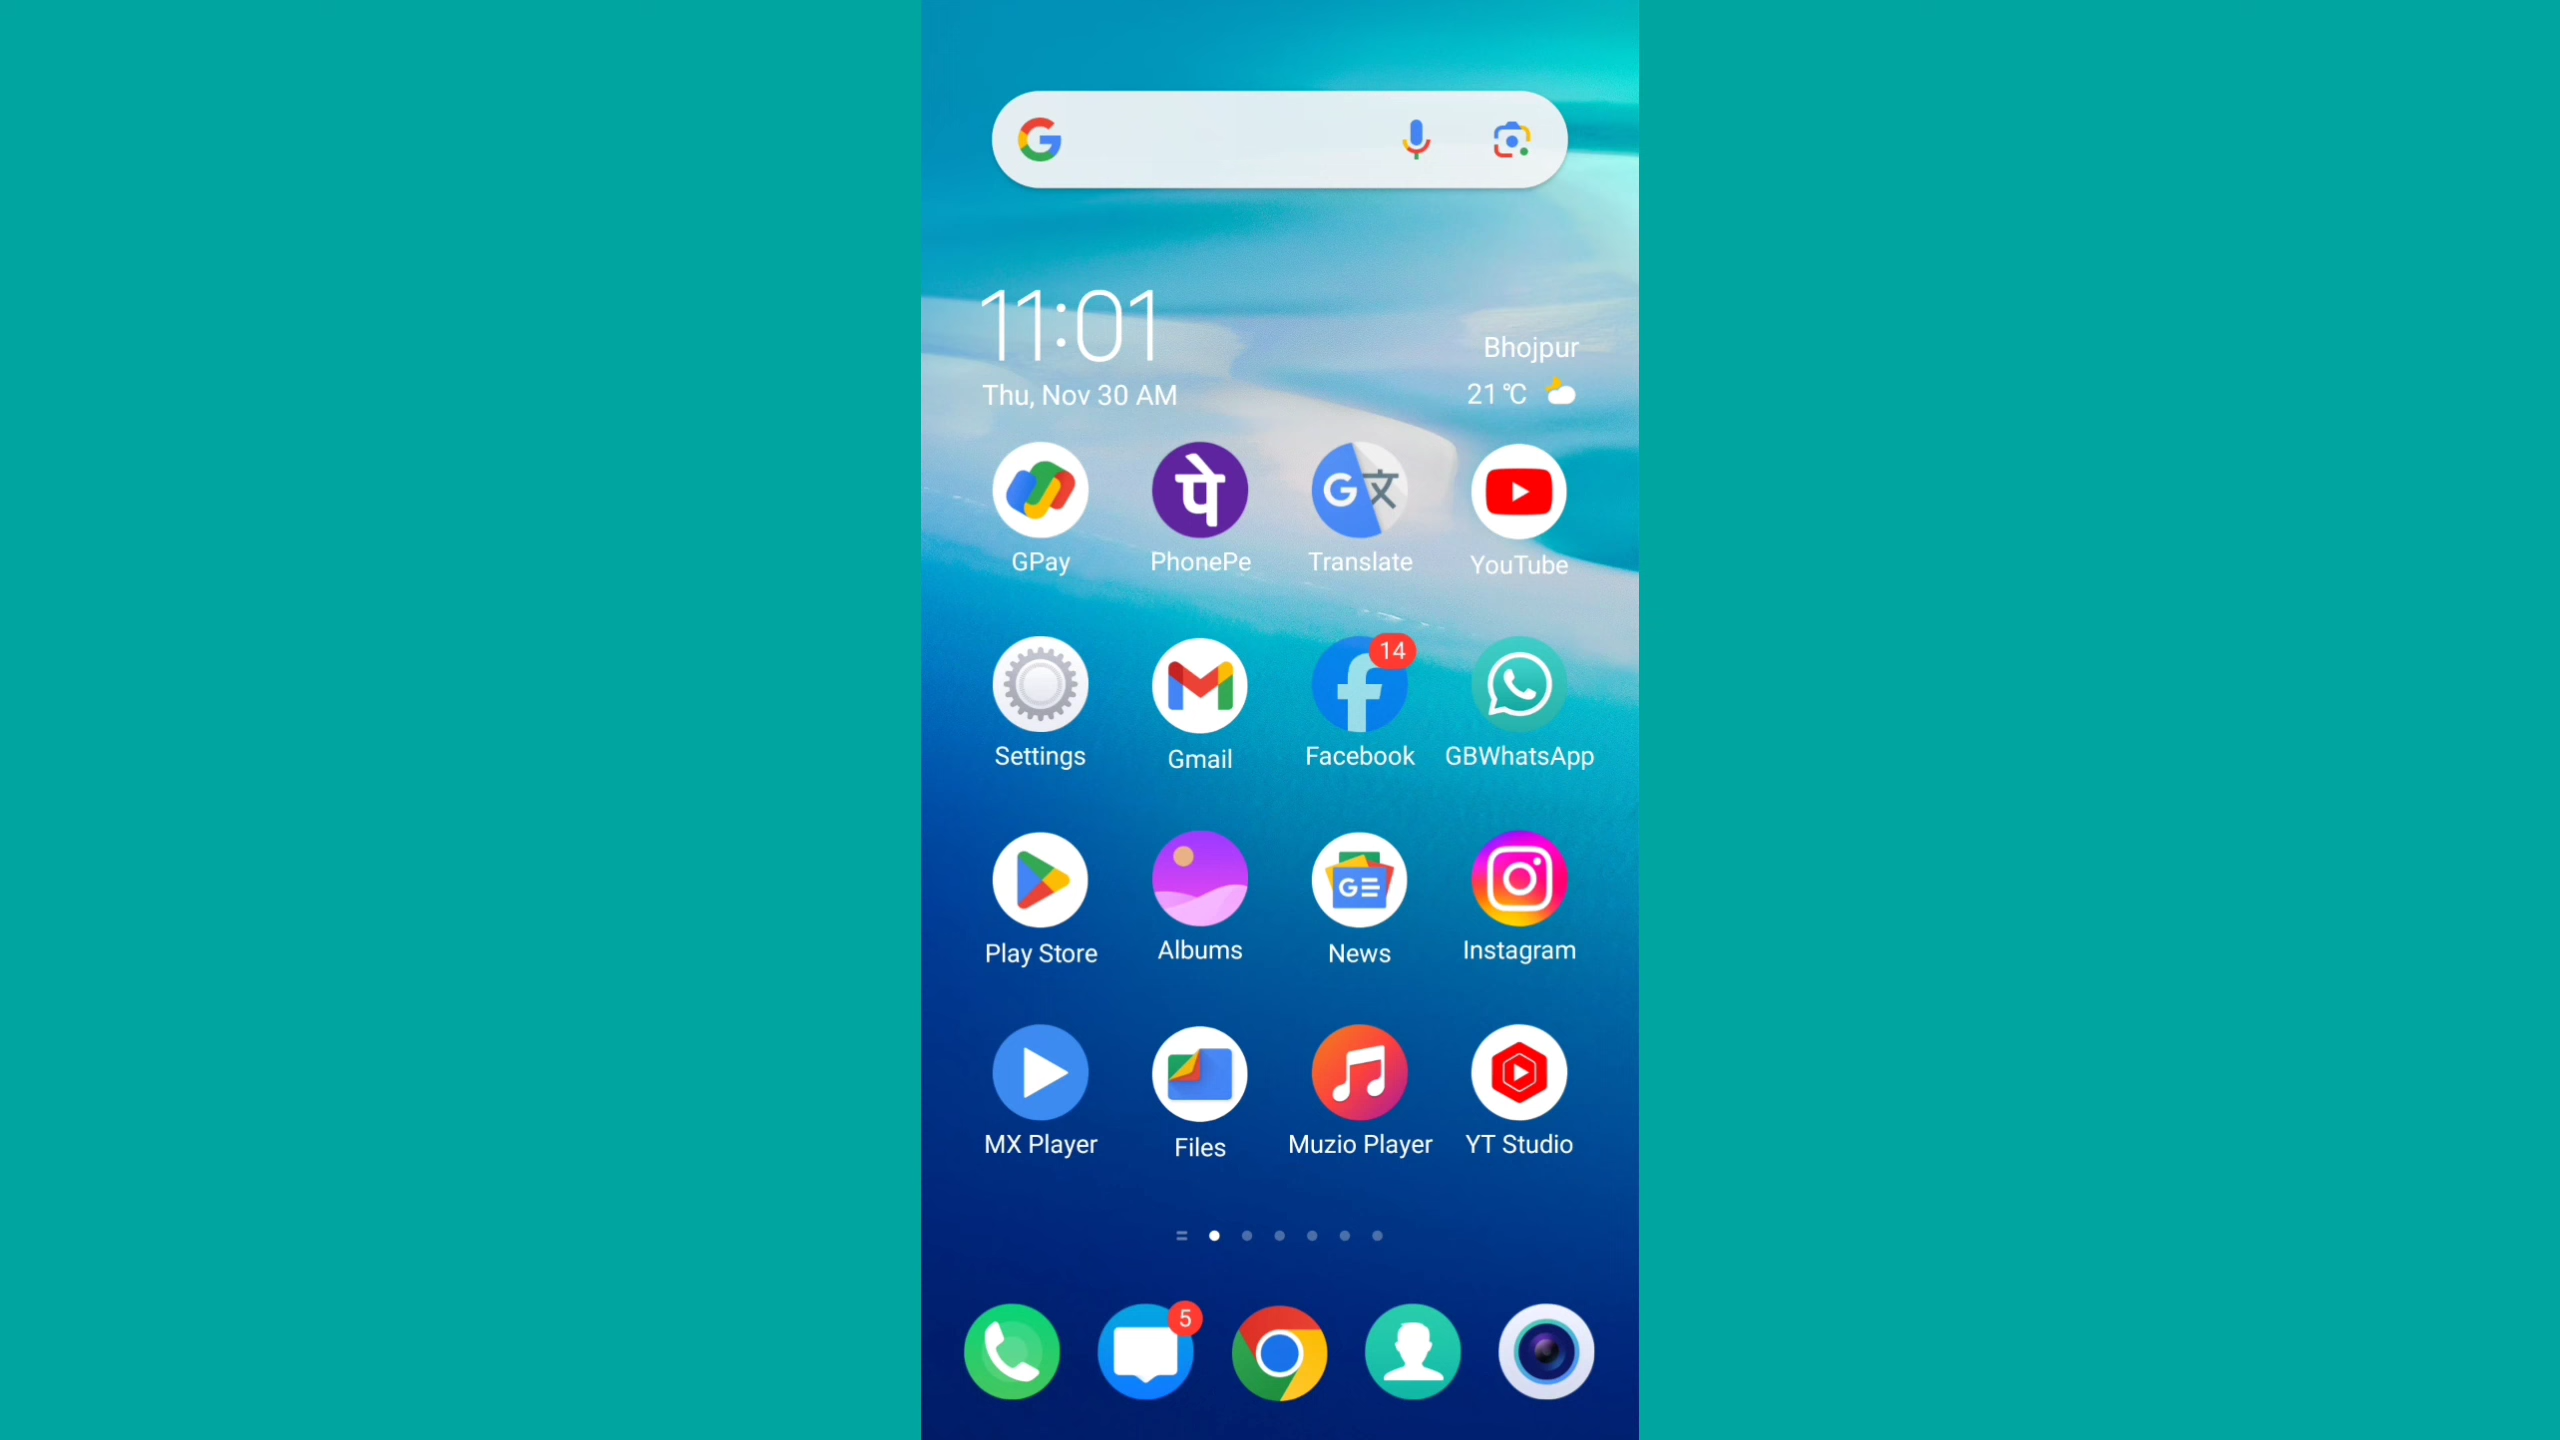 11:01
Thu, Nov 30 AM
Bhojpur
21 ℃
पे
GPay
PhonePe
Translate
YouTube
14
Settings
Gmail
Facebook
GBWhatsApp
Play Store
Albums
News
Instagram
MX Player
Files
Muzio Player
YT Studio
5